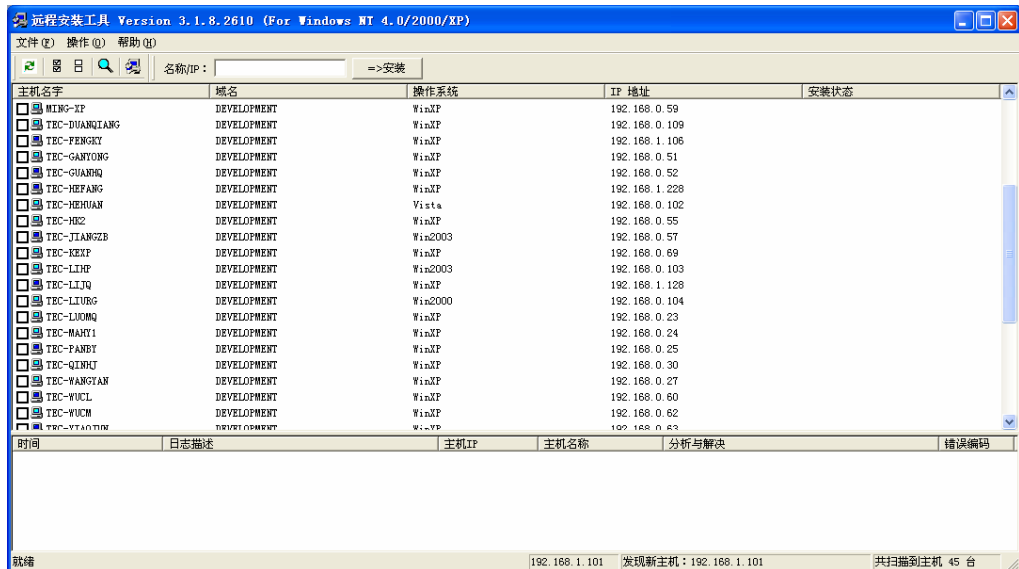 远程安装工具 Version 3.1.8.2610 (For Windows NT 4.0/2000/XP)
文件(F) 操作(O) 帮助(H)
名称/IP： =>安装
主机名字 域名 操作系统 IP 地址 安装状态
MING-XP DEVELOPMENT WinXP 192.168.0.59
TEC-DUANQIANG DEVELOPMENT WinXP 192.168.0.109
TEC-FENGKY DEVELOPMENT WinXP 192.168.1.106
TEC-GANYONG DEVELOPMENT WinXP 192.168.0.51
TEC-GUANHQ DEVELOPMENT WinXP 192.168.0.52
TEC-HEFANG DEVELOPMENT WinXP 192.168.1.228
TEC-HEHUAN DEVELOPMENT Vista 192.168.0.102
TEC-HK2 DEVELOPMENT WinXP 192.168.0.55
TEC-JIANGZB DEVELOPMENT Win2003 192.168.0.57
TEC-KEXP DEVELOPMENT WinXP 192.168.0.69
TEC-LIHP DEVELOPMENT Win2003 192.168.0.103
TEC-LIJQ DEVELOPMENT WinXP 192.168.1.128
TEC-LIURG DEVELOPMENT Win2000 192.168.0.104
TEC-LUOMQ DEVELOPMENT WinXP 192.168.0.23
TEC-MAHY1 DEVELOPMENT WinXP 192.168.0.24
TEC-PANBY DEVELOPMENT WinXP 192.168.0.25
TEC-QINHJ DEVELOPMENT WinXP 192.168.0.30
TEC-WANGYAN DEVELOPMENT WinXP 192.168.0.27
TEC-WUCL DEVELOPMENT WinXP 192.168.0.60
TEC-WUCM DEVELOPMENT WinXP 192.168.0.62
TEC-YIAOJUN DEVELOPMENT WinXP 192.168.0.63
时间 日志描述 主机IP 主机名称 分析与解决 错误编码
就绪 192.168.1.101 发现新主机：192.168.1.101 共扫描到主机 45 台